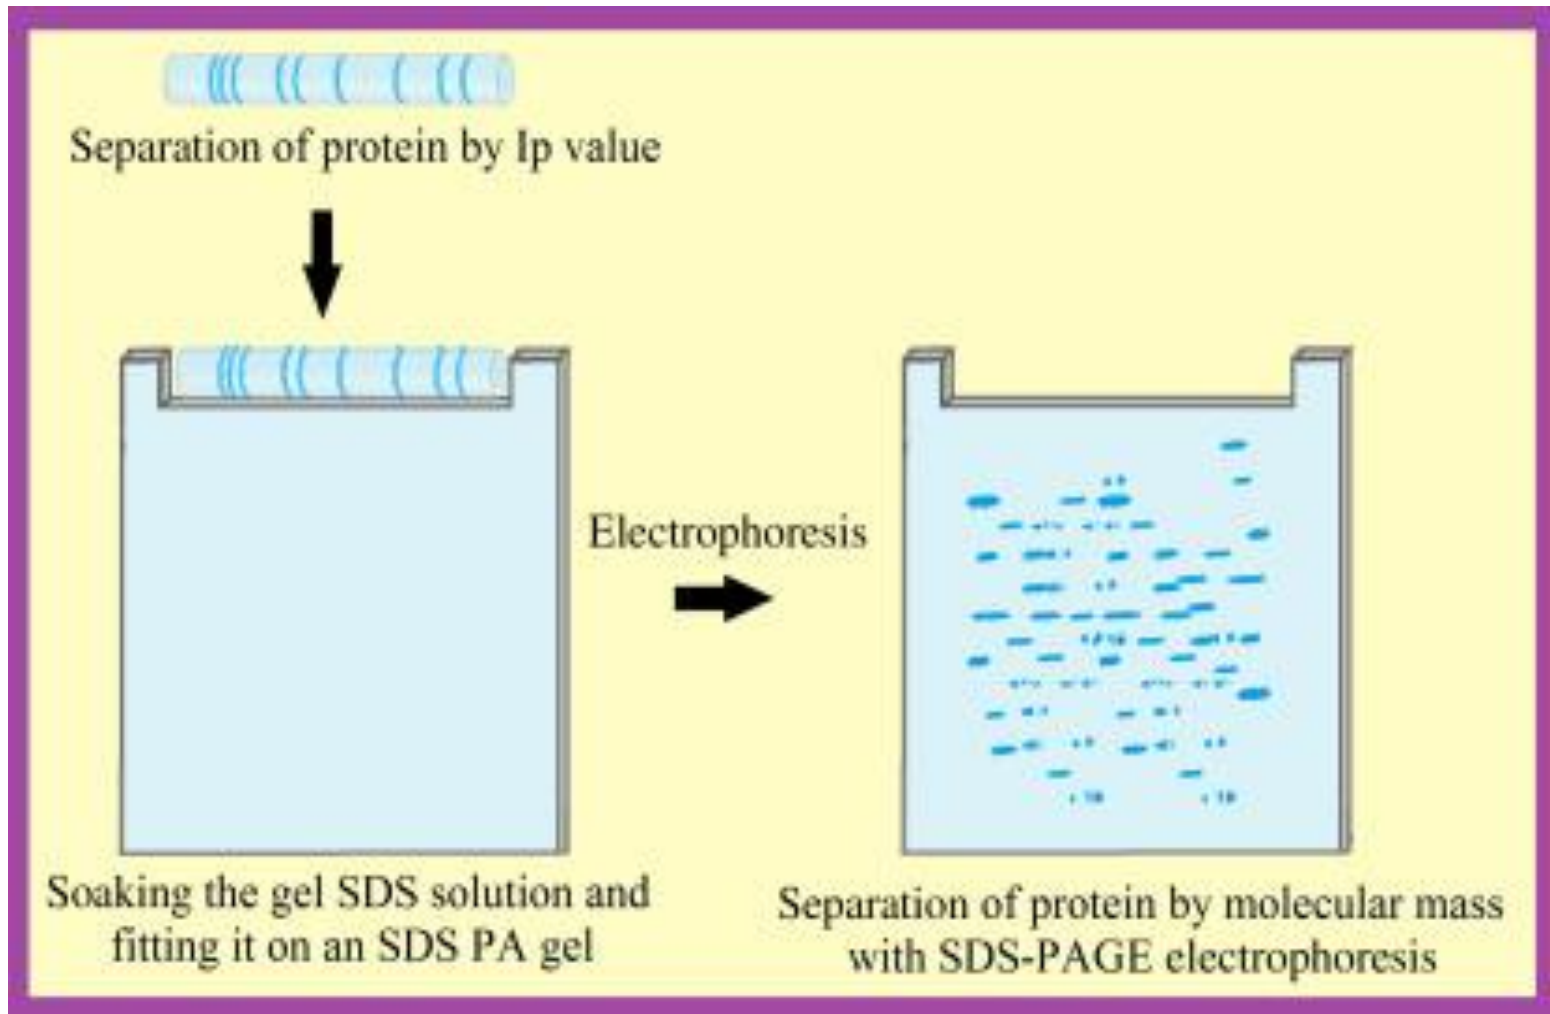 Separation of protein by Ip value
Electrophoresis
Soaking the gel SDS solution and
fitting it on an SDS PA gel
Separation of protein by molecular mass
with SDS-PAGE electrophoresis